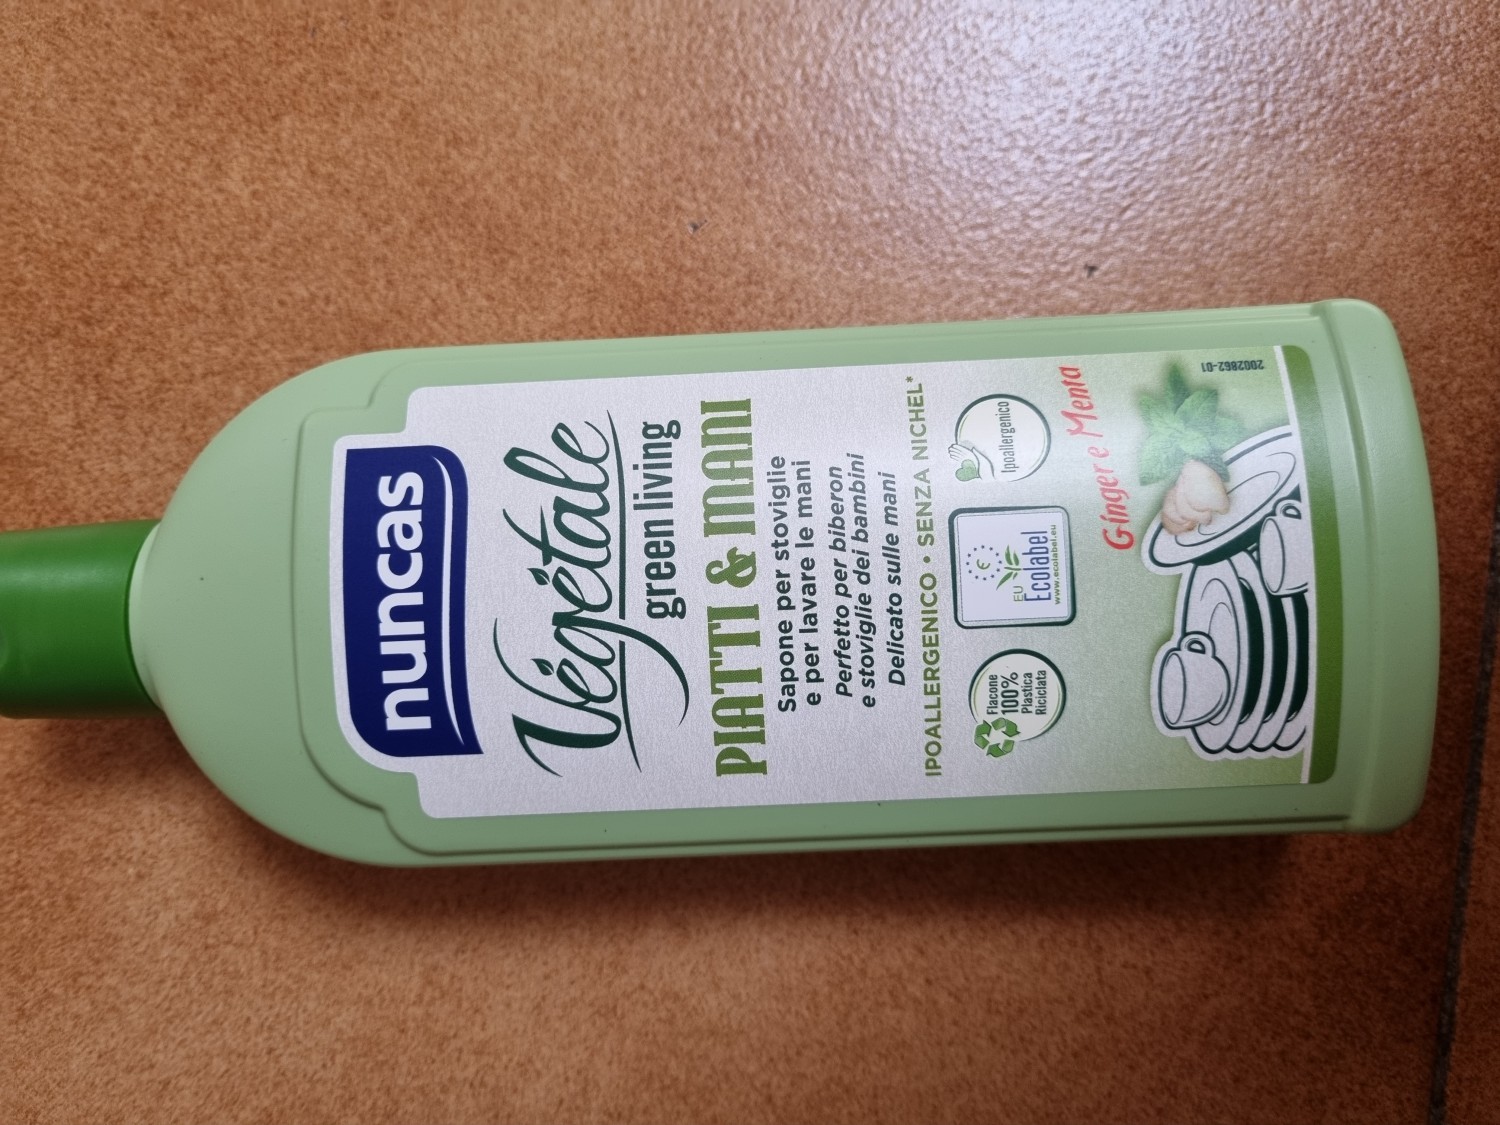 nuncas
Végétale
green living
PIATTI & MANI
Sapone per stoviglie
e per lavare le mani
Perfetto per biberon
e stoviglie dei bambini
Delicato sulle mani
IPOALLERGENICO • SENZA NICHEL*
Flacone
100%
Plastica
Riciclata
EU
Ecolabel
www.ecolabel.eu
Ipoallergenico
Ginger e Menta
2002862-01